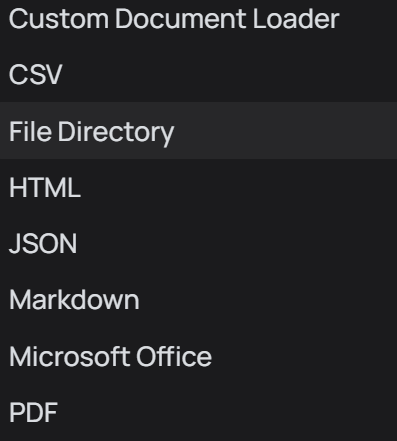 Custom Document Loader
CSV
File Directory
HTML
JSON
Markdown
Microsoft Office
PDF